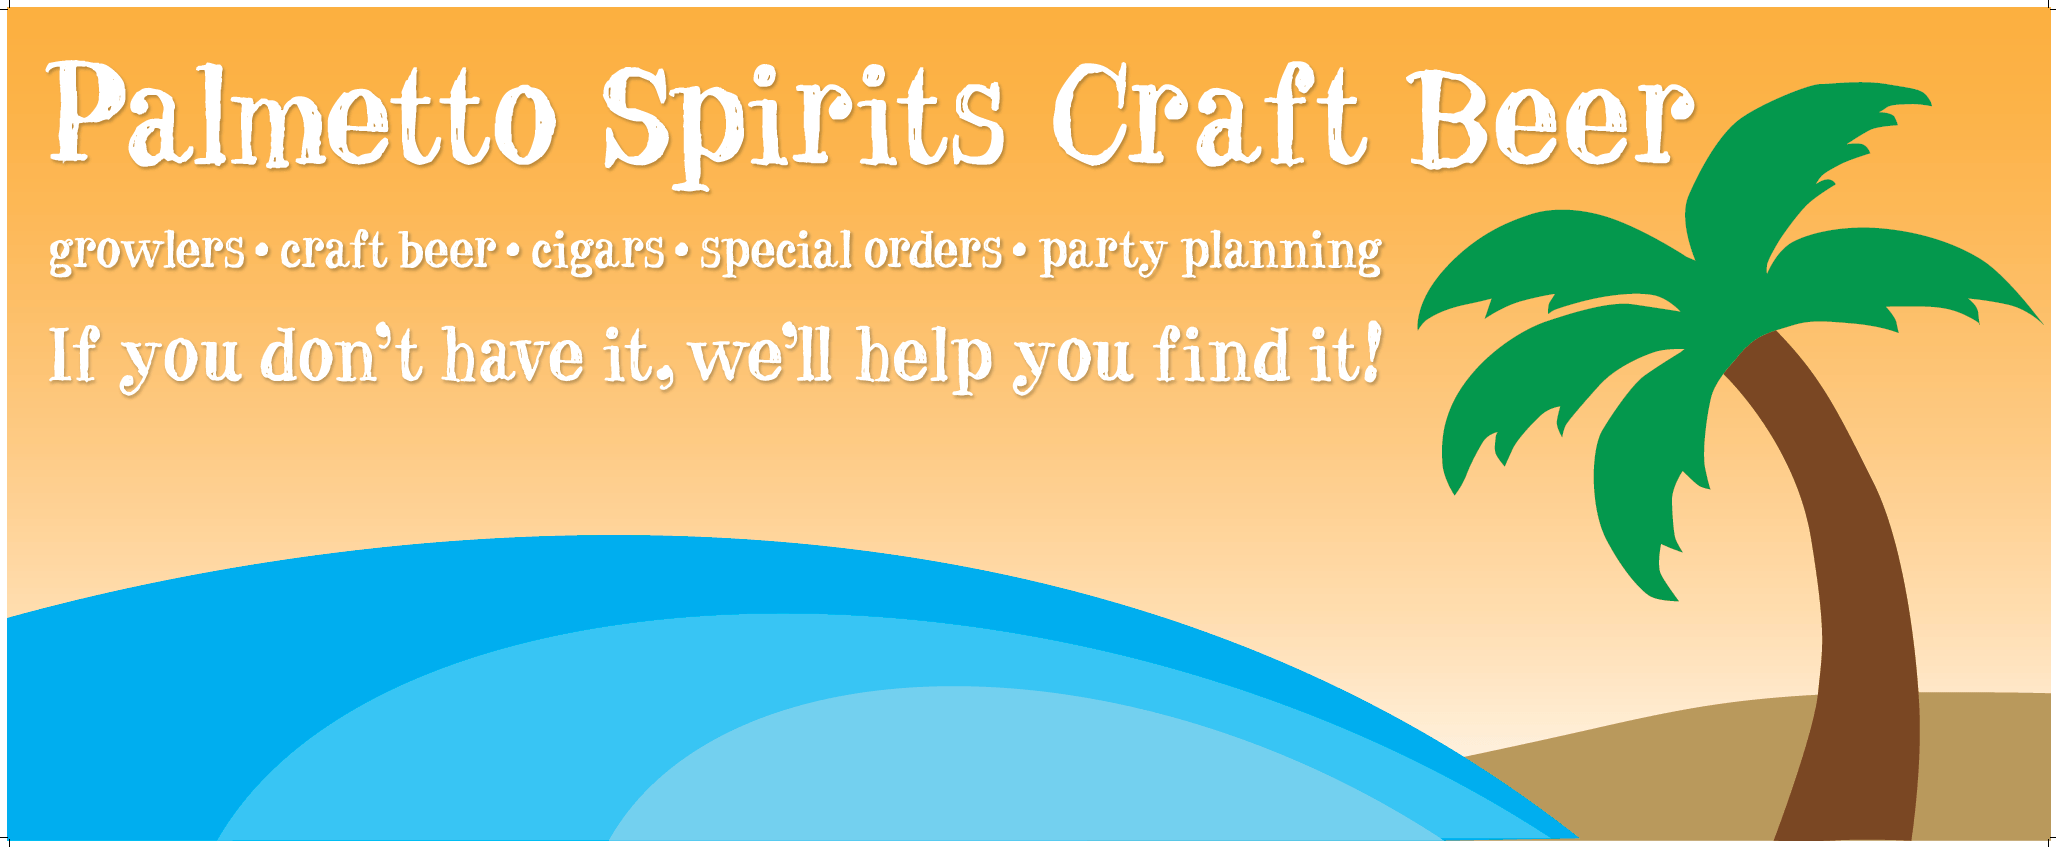 Palmetto Spirits Craft Beer
growlers • craft beer • cigars • special orders • party planning
If you don't have it, we'll help you find it!